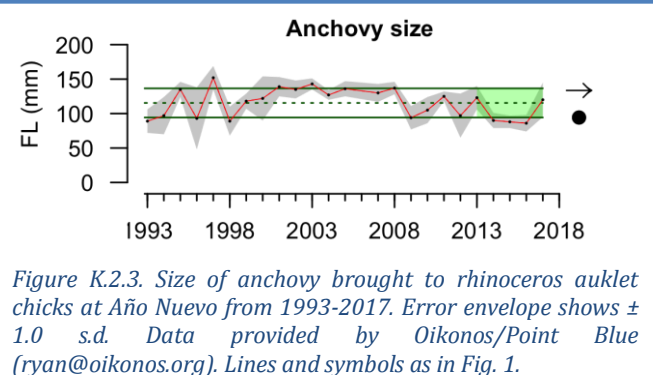 Anchovy size
FL (mm)
200
150
100
50
0
1993 1998 2003 2008 2013 2018
Figure K.2.3. Size of anchovy brought to rhinoceros auklet
chicks at Año Nuevo from 1993-2017. Error envelope shows ±
1.0 s.d. Data provided by Oikonos/Point Blue
(ryan@oikonos.org). Lines and symbols as in Fig. 1.